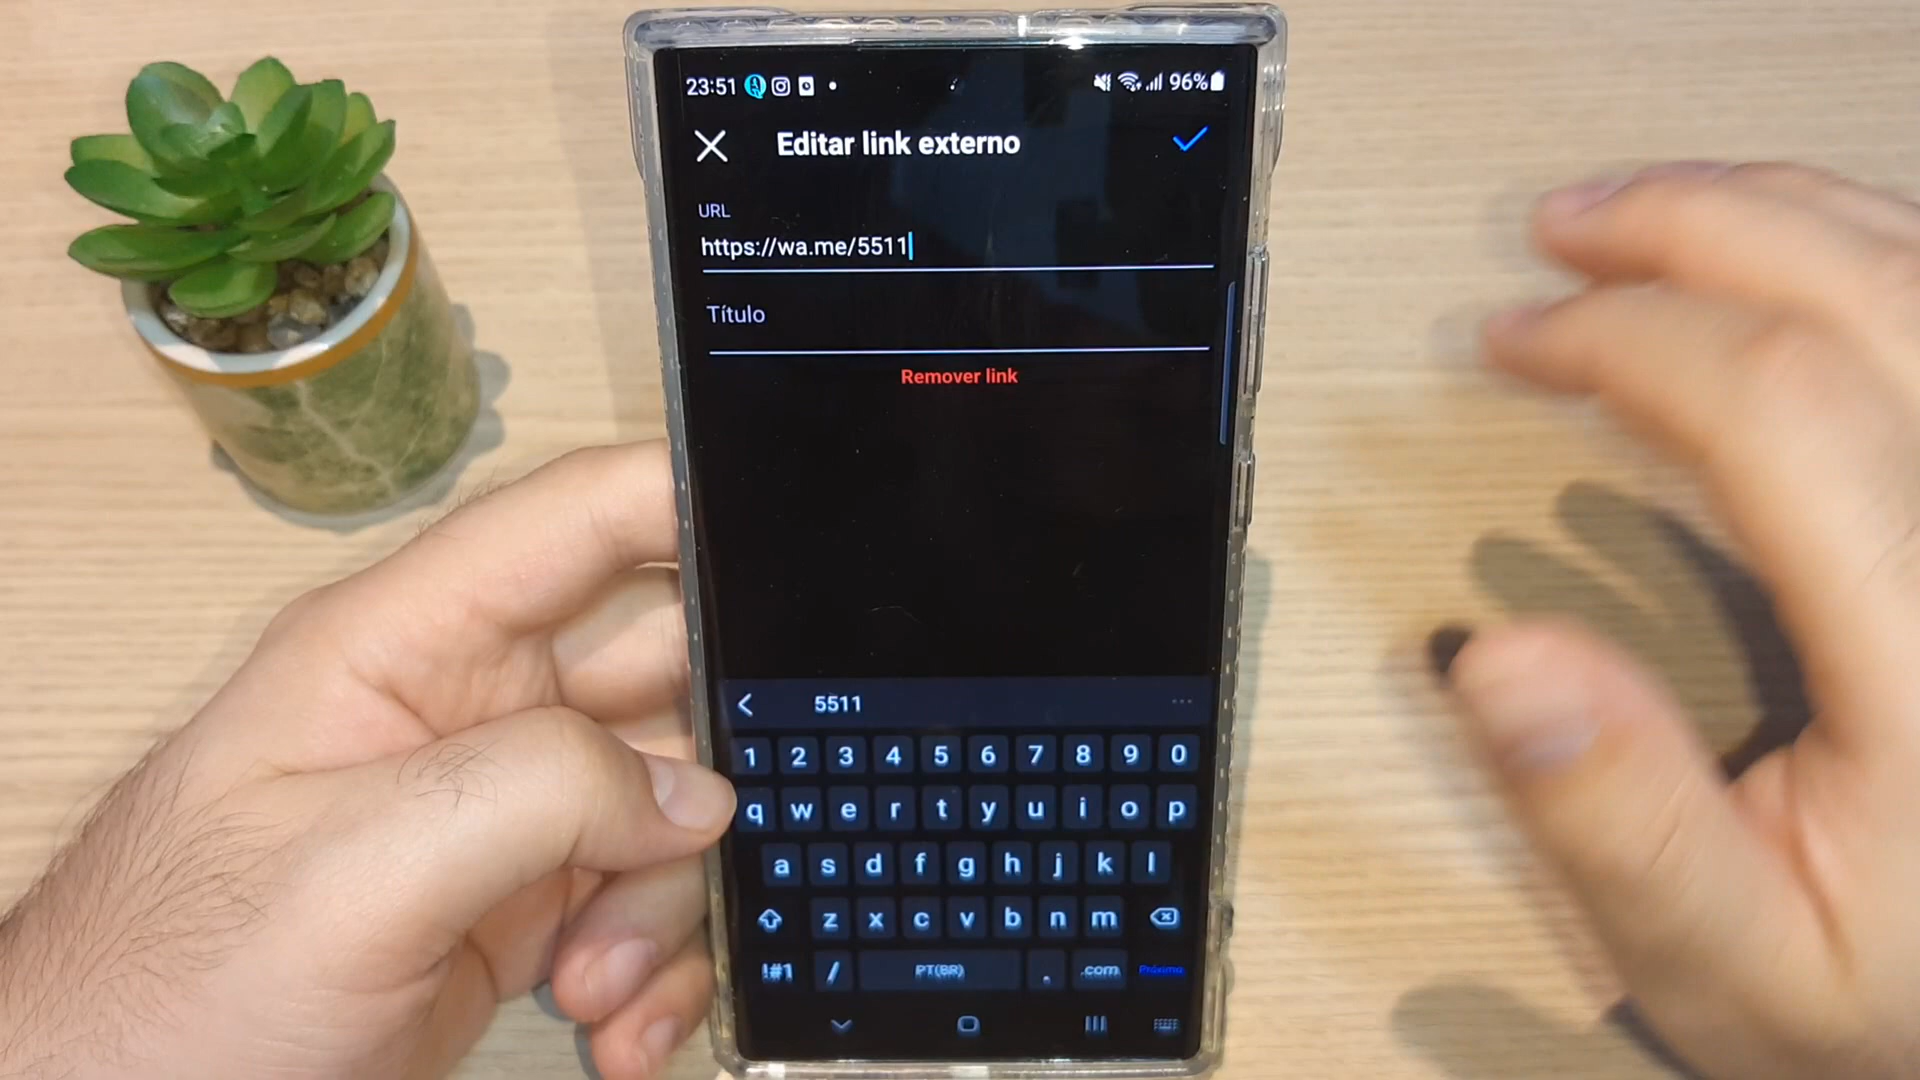 23:51 96%
Editar link externo
URL
https://wa.me/5511
Título
Remover link
5511
1 2 3 4 5 6 7 8 9 0
q w e r t y u i o p
a s d f g h j k l
z x c v b n m
!#1 / PT(BR) . .com Próximo